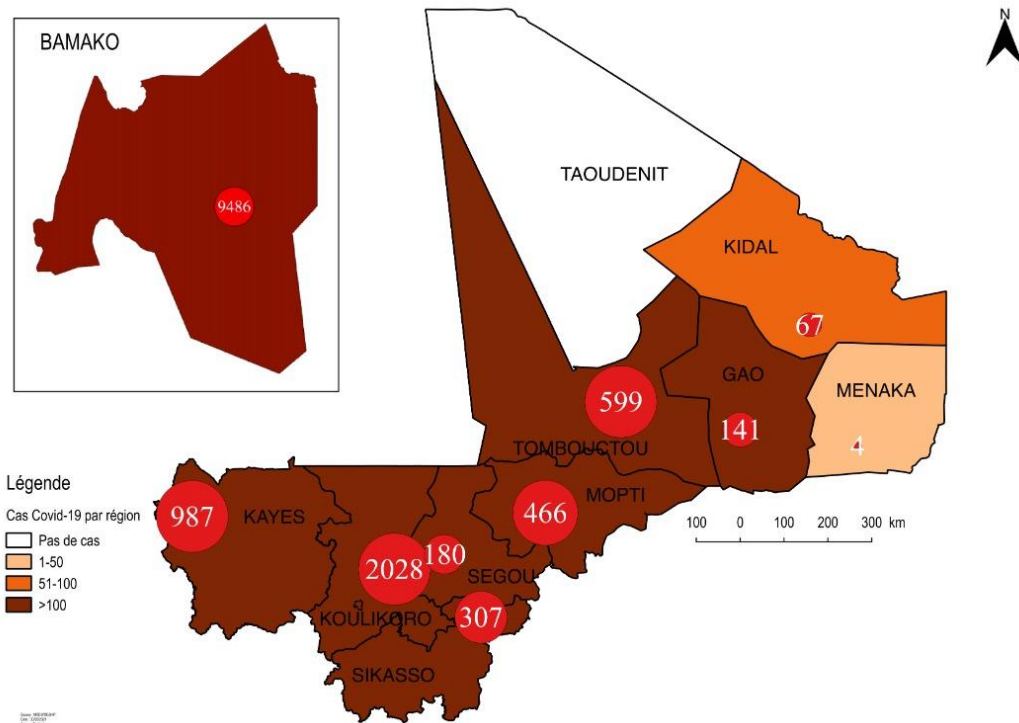 BAMAKO
9486
N
TAOUDENIT
KIDAL
67
GAO
141
MENAKA
4
599
TOMBOUCTOU
466
MOPTI
987
KAYES
2028
180
SEGOU
KOULIKORO
307
SIKASSO
100 0 100 200 300 km
Légende
Cas Covid-19 par région
Pas de cas
1-50
51-100
>100